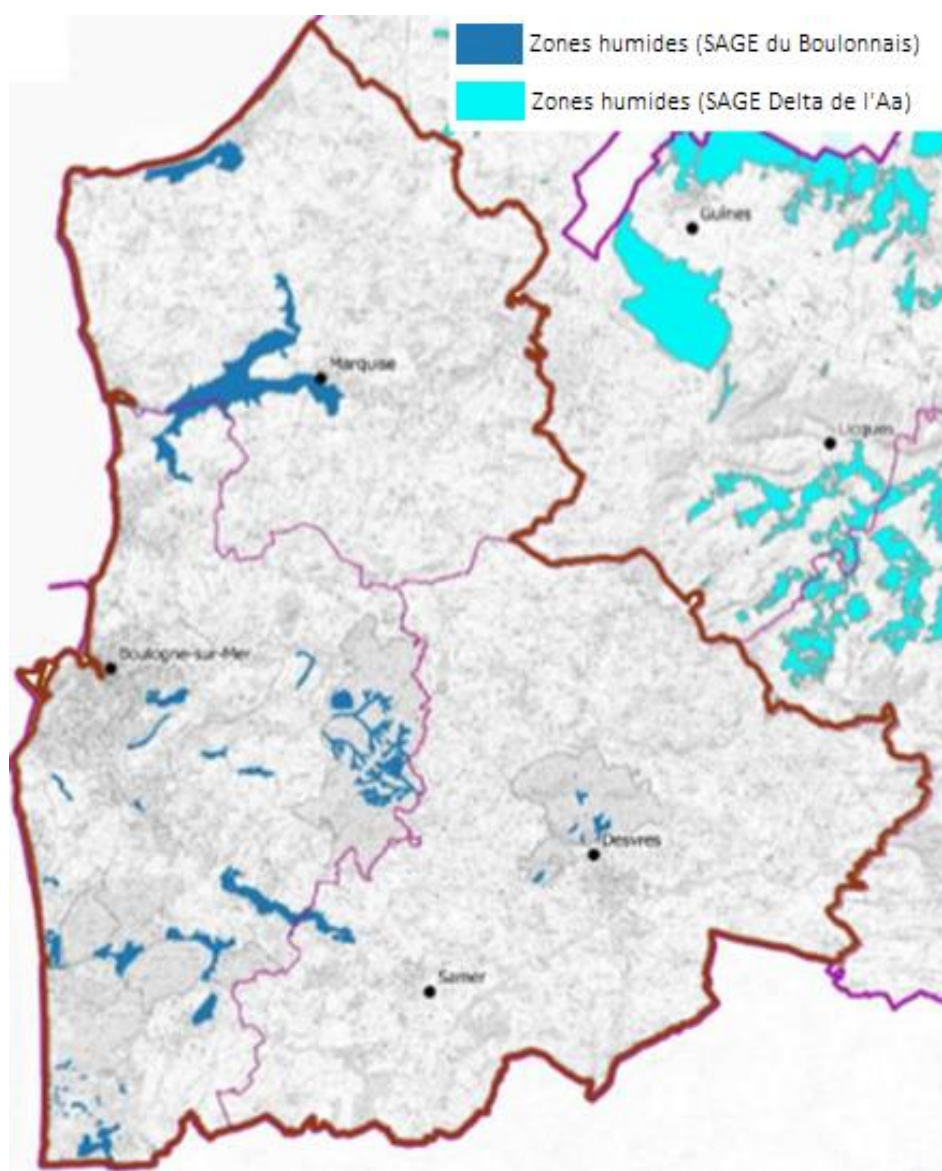 Zones humides (SAGE du Boulonnais)
Zones humides (SAGE Delta de l'Aa)
Guînes
Marquise
Licques
Boulogne-sur-Mer
Desvres
Samer